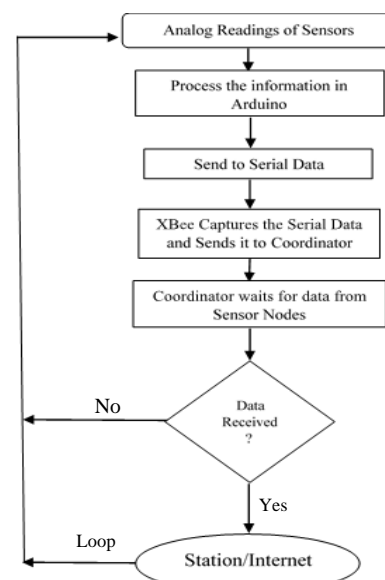 Analog Readings of Sensors
Process the information in
Arduino
Send to Serial Data
XBee Captures the Serial Data
and Sends it to Coordinator
Coordinator waits for data from
Sensor Nodes
Data
Received
?
No
Yes
Loop
Station/Internet